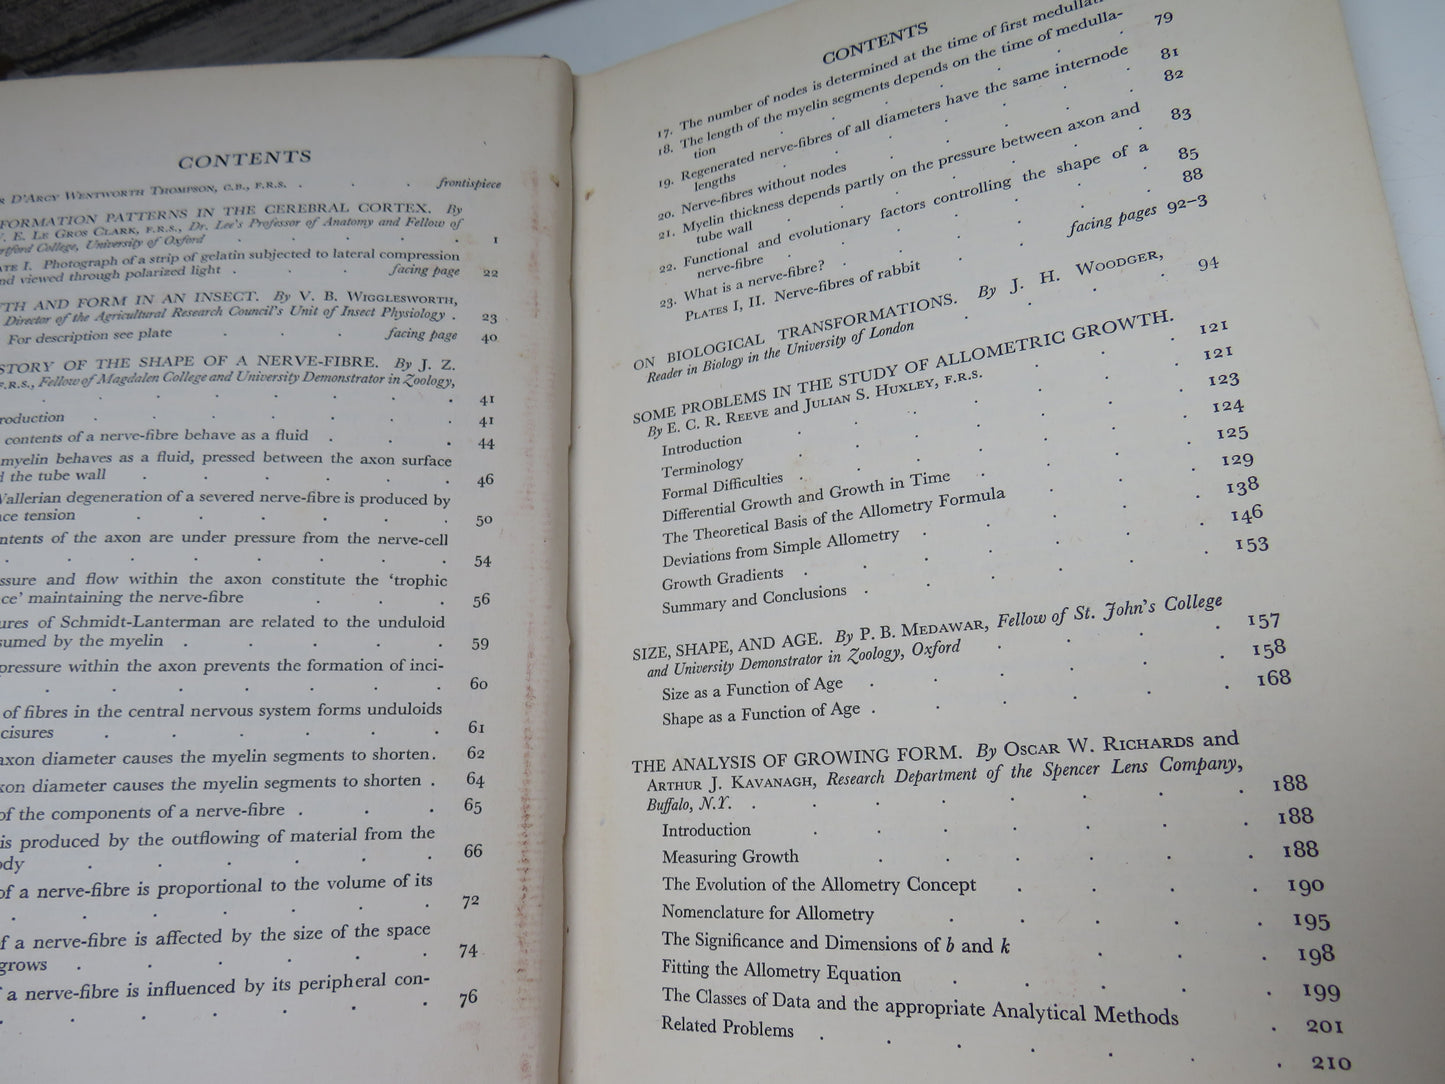 CONTENTS
D'ARCY WENTWORTH THOMPSON, C.B., F.R.S. . . . frontispiece
FORMATION PATTERNS IN THE CEREBRAL CORTEX. By
E. LE GROS CLARK, F.R.S., Dr. Lee's Professor of Anatomy and Fellow of
College, University of Oxford . . . . . 1
I. Photograph of a strip of gelatin subjected to lateral compression
viewed through polarized light . . . facing page 22
AND FORM IN AN INSECT. By V. B. WIGGLESWORTH,
Director of the Agricultural Research Council's Unit of Insect Physiology . 23
For description see plate . . . facing page 40
OF THE SHAPE OF A NERVE-FIBRE. By J. Z.
F.R.S., Fellow of Magdalen College and University Demonstrator in Zoology,
. . . . . . . 41
. . . . . . 41
contents of a nerve-fibre behave as a fluid . . . 44
myelin behaves as a fluid, pressed between the axon surface
the tube wall . . . . . . 46
degeneration of a severed nerve-fibre is produced by
tension . . . . . 50
of the axon are under pressure from the nerve-cell
. . . . . . . 54
and flow within the axon constitute the 'trophic
maintaining the nerve-fibre . . . 56
of Schmidt-Lanterman are related to the unduloid
by the myelin . . . . . 59
pressure within the axon prevents the formation of inci-
. . . . . . . 60
of fibres in the central nervous system forms unduloids
. . . . . . 61
axon diameter causes the myelin segments to shorten . 62
diameter causes the myelin segments to shorten . 64
of the components of a nerve-fibre . . . 65
is produced by the outflowing of material from the
. . . . . . 66
of a nerve-fibre is proportional to the volume of its
. . . . . . . 72
of a nerve-fibre is affected by the size of the space
grows . . . . . . 74
a nerve-fibre is influenced by its peripheral con-
. . . . . . . 76
CONTENTS
17. The number of nodes is determined at the time of first
18. The length of the myelin segments depends on the time of medulla-
tion . . . . . . 79
19. Regenerated nerve-fibres of all diameters have the same internode
lengths . . . . . . 81
20. Nerve-fibres without nodes . . . . 82
21. Myelin thickness depends partly on the pressure between axon and
tube wall . . . . . . 83
22. Functional and evolutionary factors controlling the shape of a
nerve-fibre . . . . . . 85
23. What is a nerve-fibre? . . . . . 88
PLATES I, II. Nerve-fibres of rabbit . . facing pages 92-3
ON BIOLOGICAL TRANSFORMATIONS. By J. H. WOODGER,
Reader in Biology in the University of London . . . . 94
SOME PROBLEMS IN THE STUDY OF ALLOMETRIC GROWTH.
By E. C. R. REEVE and JULIAN S. HUXLEY, F.R.S. . . . 121
Introduction . . . . . 121
Terminology . . . . . 123
Formal Difficulties . . . . . 124
Differential Growth and Growth in Time . . . 125
The Theoretical Basis of the Allometry Formula . . . 129
Deviations from Simple Allometry . . . . 138
Growth Gradients . . . . . 146
Summary and Conclusions . . . . . 153
SIZE, SHAPE, AND AGE. By P. B. MEDAWAR, Fellow of St. John's College
and University Demonstrator in Zoology, Oxford . . . . 157
Size as a Function of Age . . . . . 158
Shape as a Function of Age . . . . . 168
THE ANALYSIS OF GROWING FORM. By OSCAR W. RICHARDS and
ARTHUR J. KAVANAGH, Research Department of the Spencer Lens Company,
Buffalo, N.Y. . . . . . . . 188
Introduction . . . . . . 188
Measuring Growth . . . . . 188
The Evolution of the Allometry Concept . . . . 190
Nomenclature for Allometry . . . . 195
The Significance and Dimensions of b and k . . . 198
Fitting the Allometry Equation . . . . 199
The Classes of Data and the appropriate Analytical Methods . 201
Related Problems . . . . . . 210